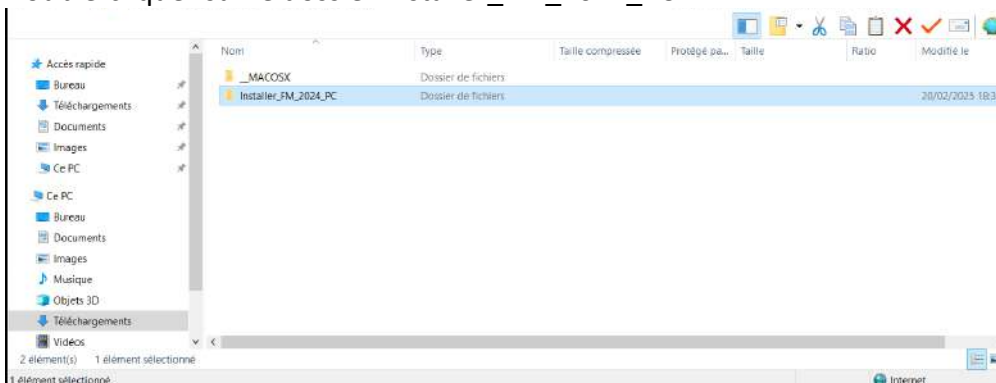 Nom Type Taille compressée Protégé pa... Taille Ratio Modifié le
Accès rapide
Bureau
Téléchargements
Documents
Images
Ce PC
Ce PC
Bureau
Documents
Images
Musique
Objets 3D
Téléchargements
Vidéos
__MACOSX Dossier de fichiers
Installer_FM_2024_PC Dossier de fichiers 20/02/2025 18:3
2 élément(s) 1 élément sélectionné
1 élément sélectionné Internet